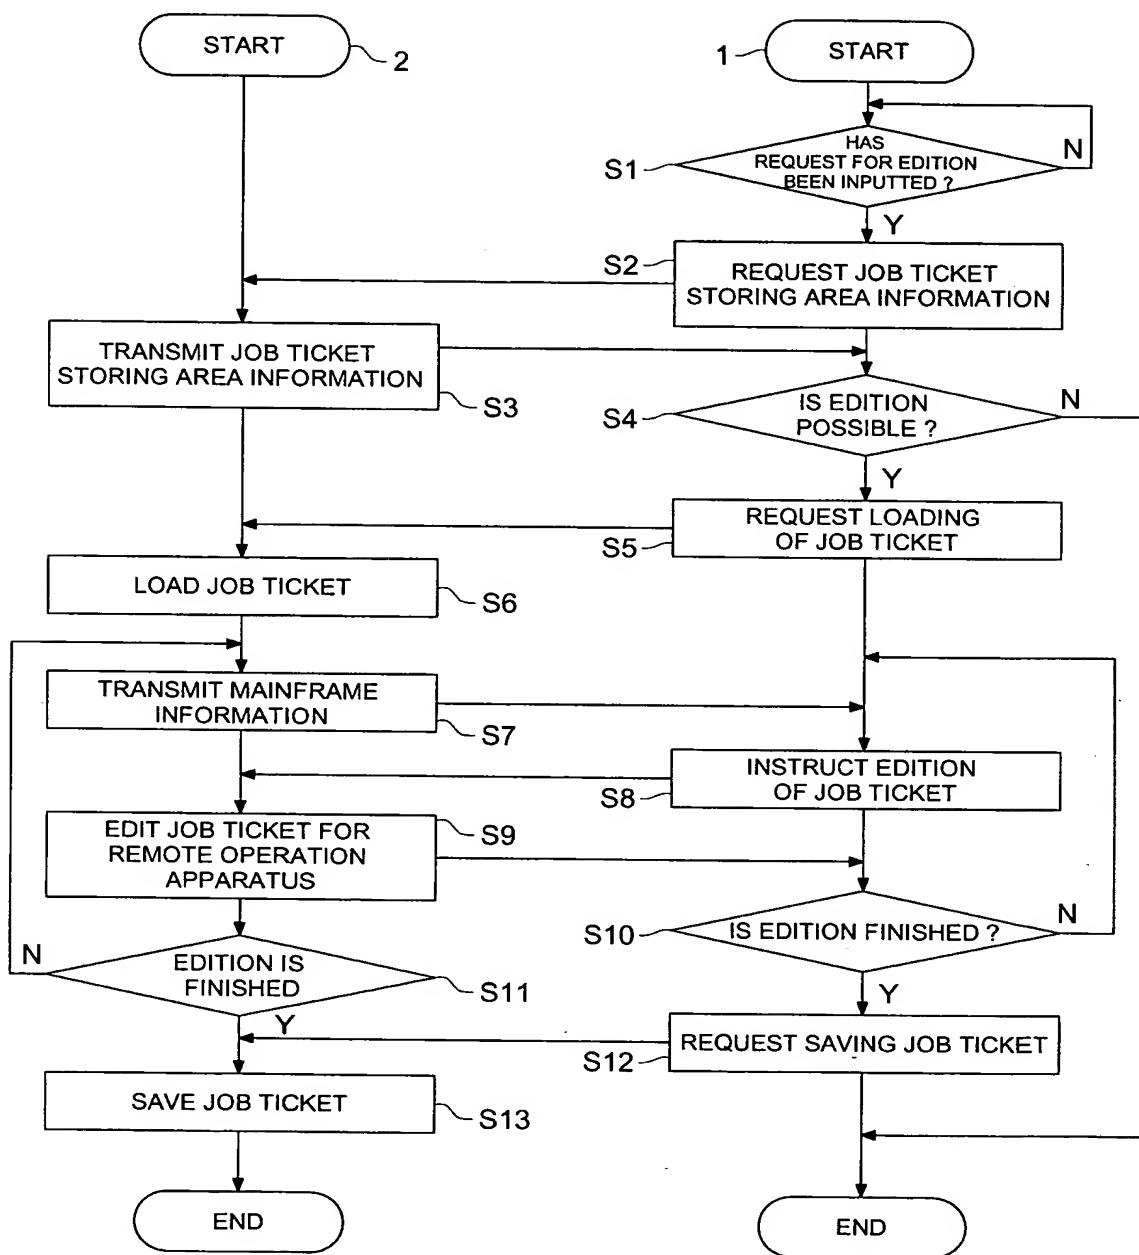 START
2
1
START
HAS
REQUEST FOR EDITION
BEEN INPUTTED ?
S1
N
Y
S2
REQUEST JOB TICKET
STORING AREA INFORMATION
TRANSMIT JOB TICKET
STORING AREA INFORMATION
S3
S4
IS EDITION
POSSIBLE ?
N
Y
REQUEST LOADING
OF JOB TICKET
S5
LOAD JOB TICKET
S6
TRANSMIT MAINFRAME
INFORMATION
S7
INSTRUCT EDITION
OF JOB TICKET
S8
EDIT JOB TICKET FOR
REMOTE OPERATION
APPARATUS
S9
S10
IS EDITION FINISHED ?
N
N
EDITION IS
FINISHED
S11
Y
Y
REQUEST SAVING JOB TICKET
S12
SAVE JOB TICKET
S13
END
END